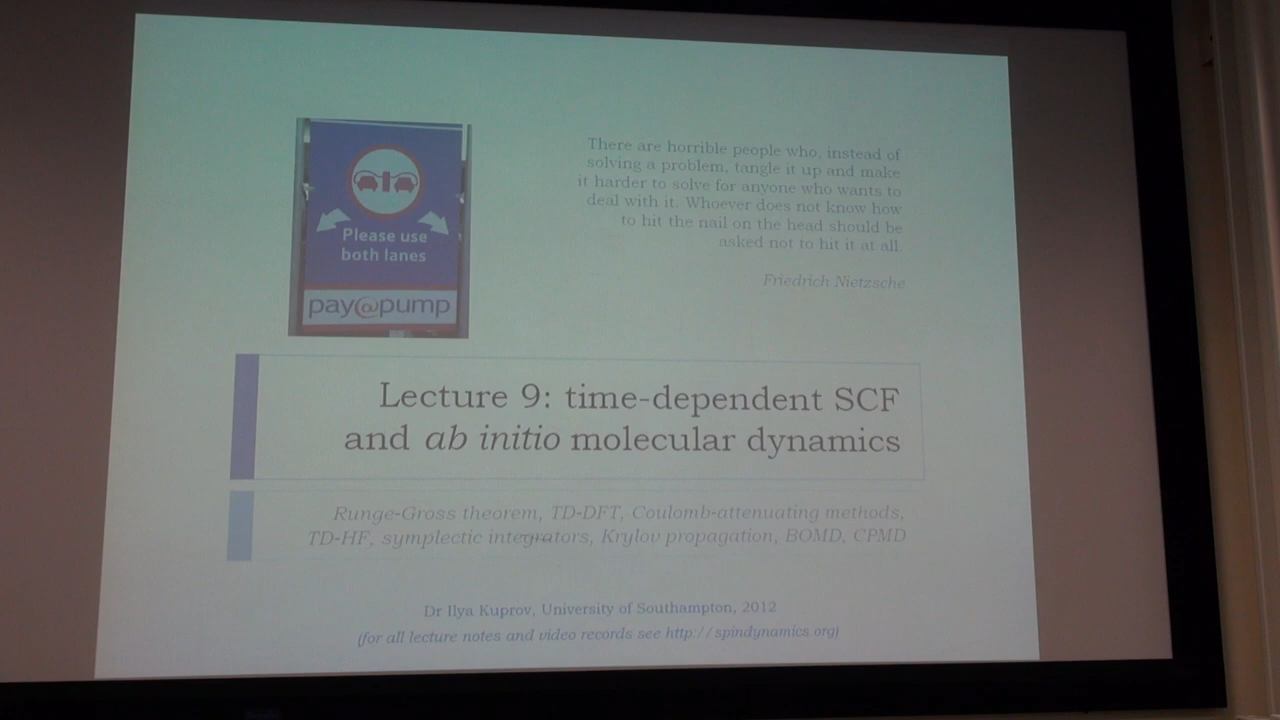 Please use
both lanes
pay@pump
There are horrible people who, instead of
solving a problem, tangle it up and make
it harder to solve for anyone who wants to
deal with it. Whoever does not know how
to hit the nail on the head should be
asked not to hit it at all.
Friedrich Nietzsche
Lecture 9: time-dependent SCF
and ab initio molecular dynamics
Runge-Gross theorem, TD-DFT, Coulomb-attenuating methods,
TD-HF, symplectic integrators, Krylov propagation, BOMD, CPMD
Dr Ilya Kuprov, University of Southampton, 2012
(for all lecture notes and video records see http://spindynamics.org)